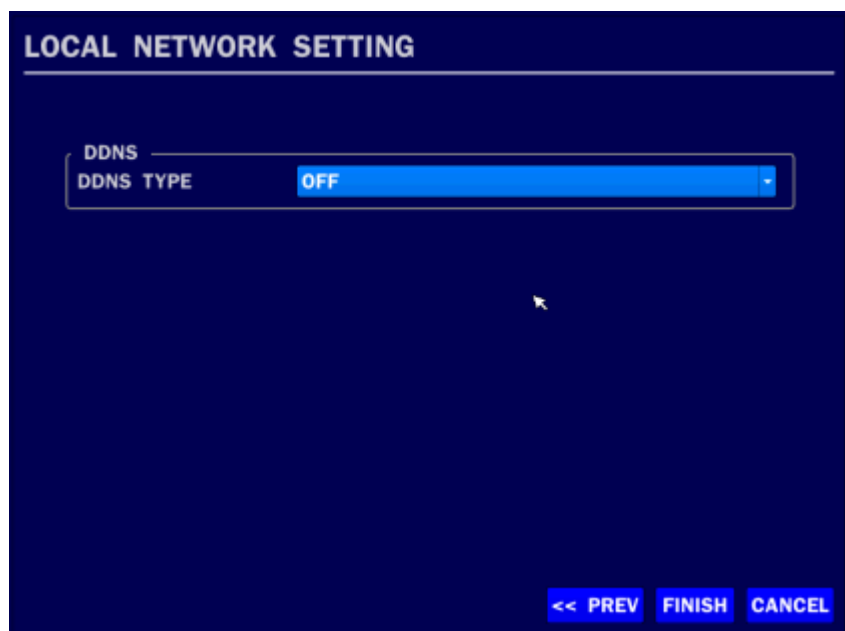 LOCAL NETWORK SETTING
DDNS
DDNS TYPE OFF
<< PREV FINISH CANCEL